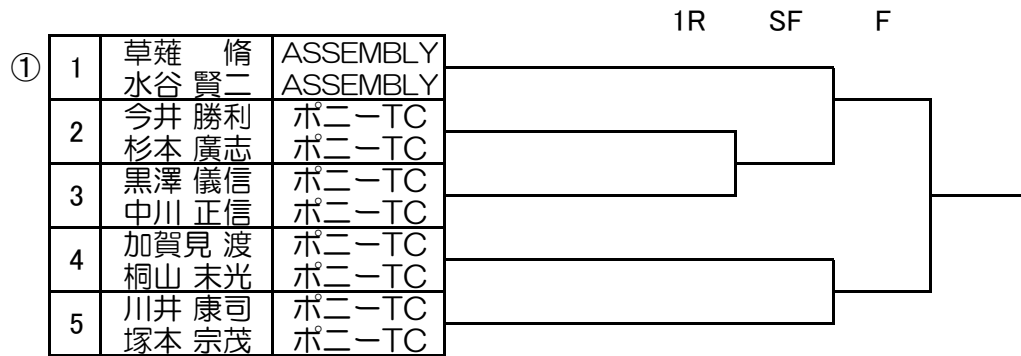 1R SF F
① 1 草薙 脩 ASSEMBLY
水谷 賢二 ASSEMBLY
2 今井 勝利 ポニーTC
杉本 廣志 ポニーTC
3 黒澤 儀信 ポニーTC
中川 正信 ポニーTC
4 加賀見 渡 ポニーTC
桐山 末光 ポニーTC
5 川井 康司 ポニーTC
塚本 宗茂 ポニーTC